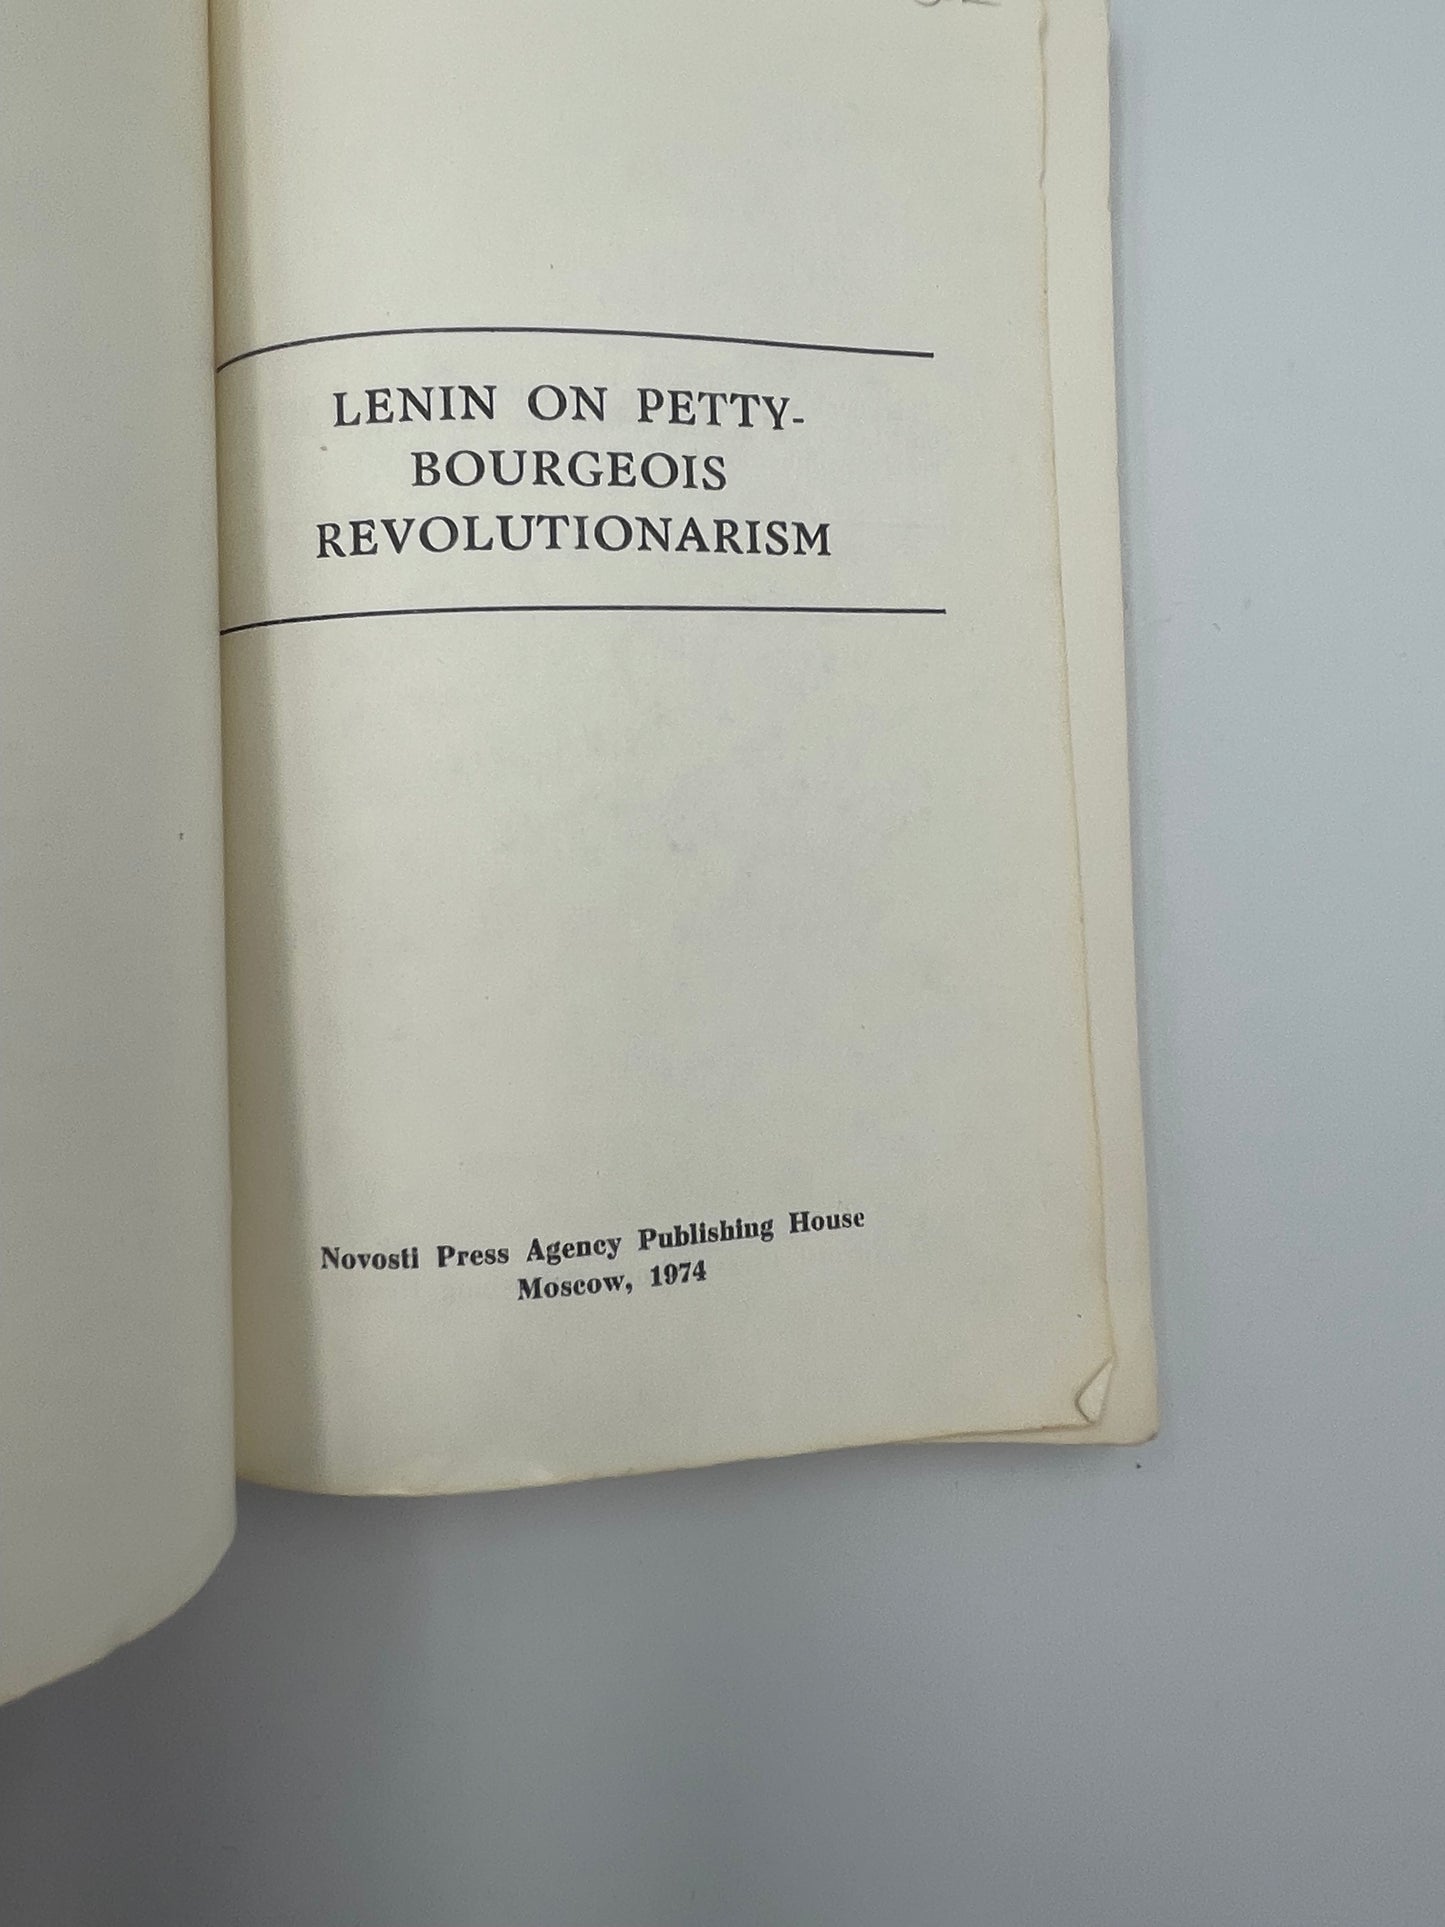 LENIN ON PETTY-
BOURGEOIS
REVOLUTIONARISM
Novosti Press Agency Publishing House
Moscow, 1974